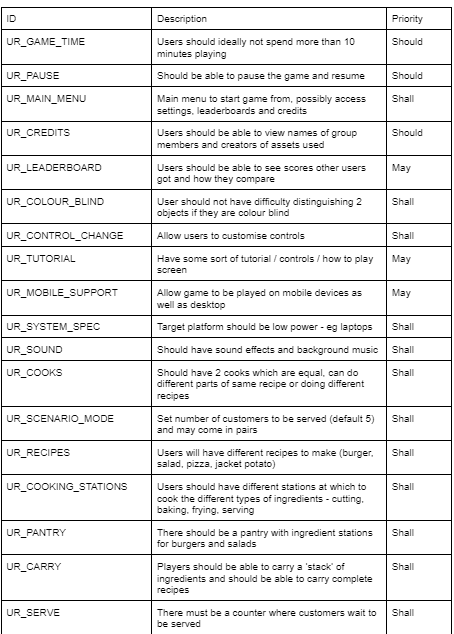 ID Description Priority
UR_GAME_TIME Users should ideally not spend more than 10 Should
minutes playing
UR_PAUSE Should be able to pause the game and resume Should
UR_MAIN_MENU Main menu to start game from, possibly access Shall
settings, leaderboards and credits
UR_CREDITS Users should be able to view names of group Should
members and creators of assets used
UR_LEADERBOARD Users should be able to see scores other users May
got and how they compare
UR_COLOUR_BLIND User should not have difficulty distinguishing 2 Shall
objects if they are colour blind
UR_CONTROL_CHANGE Allow users to customise controls Shall
UR_TUTORIAL Have some sort of tutorial / controls / how to play May
screen
UR_MOBILE_SUPPORT Allow game to be played on mobile devices as May
well as desktop
UR_SYSTEM_SPEC Target platform should be low power - eg laptops Shall
UR_SOUND Should have sound effects and background music Shall
UR_COOKS Should have 2 cooks which are equal, can do Shall
different parts of same recipe or doing different
recipes
UR_SCENARIO_MODE Set number of customers to be served (default 5) Shall
and may come in pairs
UR_RECIPES Users will have different recipes to make (burger, Shall
salad, pizza, jacket potato)
UR_COOKING_STATIONS Users should have different stations at which to Shall
cook the different types of ingredients - cutting,
baking, frying, serving
UR_PANTRY There should be a pantry with ingredient stations Shall
for burgers and salads
UR_CARRY Players should be able to carry a 'stack' of Shall
ingredients and should be able to carry complete
recipes
UR_SERVE There must be a counter where customers wait to Shall
be served